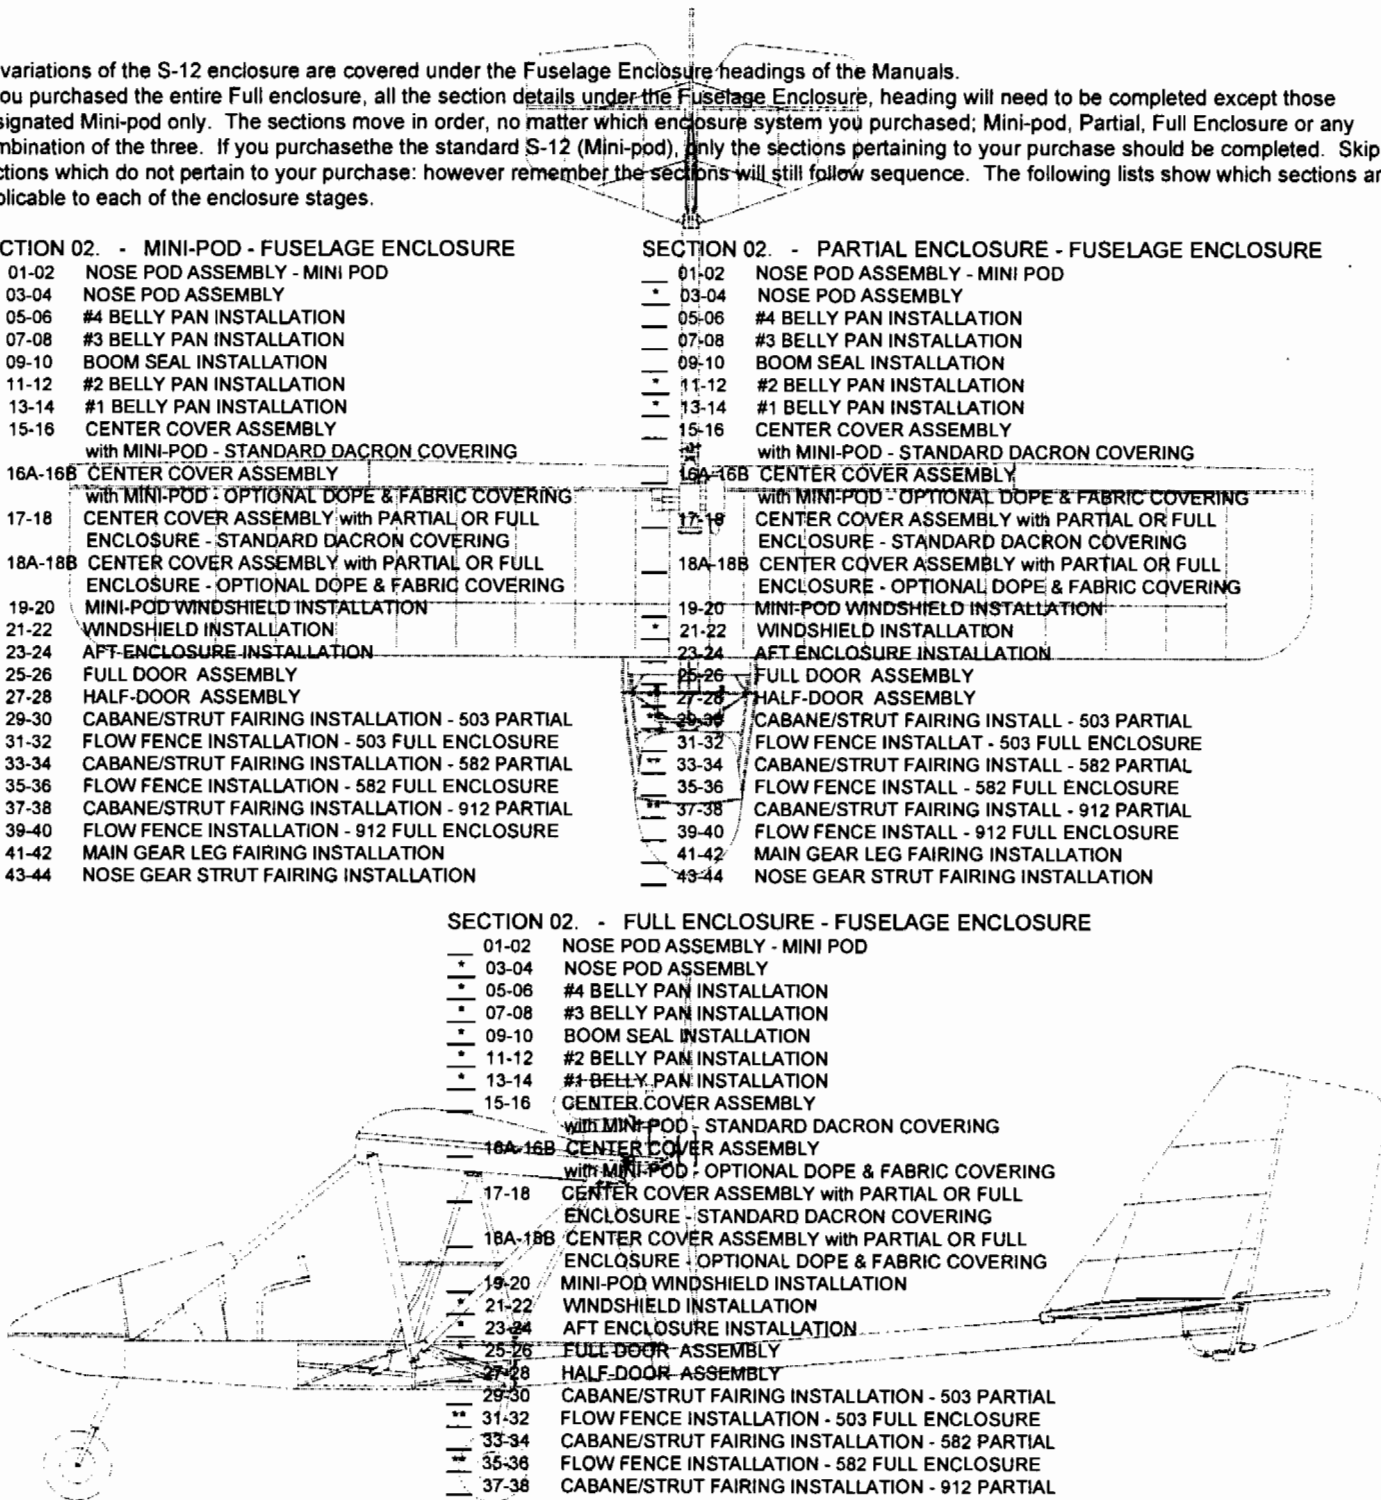 variations of the S-12 enclosure are covered under the Fuselage Enclosure headings of the Manuals.
ou purchased the entire Full enclosure, all the section details under the Fuselage Enclosure, heading will need to be completed except those
signated Mini-pod only. The sections move in order, no matter which enclosure system you purchased; Mini-pod, Partial, Full Enclosure or any
mbination of the three. If you purchasethe the standard S-12 (Mini-pod), only the sections pertaining to your purchase should be completed. Skip
ctions which do not pertain to your purchase: however remember the sections will still follow sequence. The following lists show which sections ar
plicable to each of the enclosure stages.
CTION 02. - MINI-POD - FUSELAGE ENCLOSURE
01-02 NOSE POD ASSEMBLY - MINI POD
03-04 NOSE POD ASSEMBLY
05-06 #4 BELLY PAN INSTALLATION
07-08 #3 BELLY PAN INSTALLATION
09-10 BOOM SEAL INSTALLATION
11-12 #2 BELLY PAN INSTALLATION
13-14 #1 BELLY PAN INSTALLATION
15-16 CENTER COVER ASSEMBLY
with MINI-POD - STANDARD DACRON COVERING
16A-16B CENTER COVER ASSEMBLY
with MINI-POD - OPTIONAL DOPE & FABRIC COVERING
17-18 CENTER COVER ASSEMBLY with PARTIAL OR FULL
ENCLOSURE - STANDARD DACRON COVERING
18A-18B CENTER COVER ASSEMBLY with PARTIAL OR FULL
ENCLOSURE - OPTIONAL DOPE & FABRIC COVERING
19-20 MINI-POD WINDSHIELD INSTALLATION
21-22 WINDSHIELD INSTALLATION
23-24 AFT ENCLOSURE INSTALLATION
25-26 FULL DOOR ASSEMBLY
27-28 HALF-DOOR ASSEMBLY
29-30 CABANE/STRUT FAIRING INSTALLATION - 503 PARTIAL
31-32 FLOW FENCE INSTALLATION - 503 FULL ENCLOSURE
33-34 CABANE/STRUT FAIRING INSTALLATION - 582 PARTIAL
35-36 FLOW FENCE INSTALLATION - 582 FULL ENCLOSURE
37-38 CABANE/STRUT FAIRING INSTALLATION - 912 PARTIAL
39-40 FLOW FENCE INSTALLATION - 912 FULL ENCLOSURE
41-42 MAIN GEAR LEG FAIRING INSTALLATION
43-44 NOSE GEAR STRUT FAIRING INSTALLATION
SECTION 02. - PARTIAL ENCLOSURE - FUSELAGE ENCLOSURE
__ 01-02 NOSE POD ASSEMBLY - MINI POD
* 03-04 NOSE POD ASSEMBLY
__ 05-06 #4 BELLY PAN INSTALLATION
__ 07-08 #3 BELLY PAN INSTALLATION
__ 09-10 BOOM SEAL INSTALLATION
* 11-12 #2 BELLY PAN INSTALLATION
* 13-14 #1 BELLY PAN INSTALLATION
__ 15-16 CENTER COVER ASSEMBLY
with MINI-POD - STANDARD DACRON COVERING
__ 16A-16B CENTER COVER ASSEMBLY
with MINI-POD - OPTIONAL DOPE & FABRIC COVERING
__ 17-18 CENTER COVER ASSEMBLY with PARTIAL OR FULL
ENCLOSURE - STANDARD DACRON COVERING
__ 18A-18B CENTER COVER ASSEMBLY with PARTIAL OR FULL
ENCLOSURE - OPTIONAL DOPE & FABRIC COVERING
__ 19-20 MINI-POD WINDSHIELD INSTALLATION
* 21-22 WINDSHIELD INSTALLATION
__ 23-24 AFT ENCLOSURE INSTALLATION
__ 25-26 FULL DOOR ASSEMBLY
27-28 HALF-DOOR ASSEMBLY
** 29-30 CABANE/STRUT FAIRING INSTALL - 503 PARTIAL
__ 31-32 FLOW FENCE INSTALLAT - 503 FULL ENCLOSURE
** 33-34 CABANE/STRUT FAIRING INSTALL - 582 PARTIAL
__ 35-36 FLOW FENCE INSTALL - 582 FULL ENCLOSURE
** 37-38 CABANE/STRUT FAIRING INSTALL - 912 PARTIAL
__ 39-40 FLOW FENCE INSTALL - 912 FULL ENCLOSURE
__ 41-42 MAIN GEAR LEG FAIRING INSTALLATION
__ 43-44 NOSE GEAR STRUT FAIRING INSTALLATION
SECTION 02. - FULL ENCLOSURE - FUSELAGE ENCLOSURE
__ 01-02 NOSE POD ASSEMBLY - MINI POD
* 03-04 NOSE POD ASSEMBLY
* 05-06 #4 BELLY PAN INSTALLATION
* 07-08 #3 BELLY PAN INSTALLATION
* 09-10 BOOM SEAL INSTALLATION
* 11-12 #2 BELLY PAN INSTALLATION
* 13-14 #1 BELLY PAN INSTALLATION
__ 15-16 CENTER COVER ASSEMBLY
with MINI-POD - STANDARD DACRON COVERING
__ 16A-16B CENTER COVER ASSEMBLY
with MINI-POD - OPTIONAL DOPE & FABRIC COVERING
__ 17-18 CENTER COVER ASSEMBLY with PARTIAL OR FULL
ENCLOSURE - STANDARD DACRON COVERING
__ 18A-18B CENTER COVER ASSEMBLY with PARTIAL OR FULL
ENCLOSURE - OPTIONAL DOPE & FABRIC COVERING
__ 19-20 MINI-POD WINDSHIELD INSTALLATION
* 21-22 WINDSHIELD INSTALLATION
* 23-24 AFT ENCLOSURE INSTALLATION
* 25-26 FULL DOOR ASSEMBLY
__ 27-28 HALF-DOOR ASSEMBLY
__ 29-30 CABANE/STRUT FAIRING INSTALLATION - 503 PARTIAL
** 31-32 FLOW FENCE INSTALLATION - 503 FULL ENCLOSURE
__ 33-34 CABANE/STRUT FAIRING INSTALLATION - 582 PARTIAL
** 35-36 FLOW FENCE INSTALLATION - 582 FULL ENCLOSURE
__ 37-38 CABANE/STRUT FAIRING INSTALLATION - 912 PARTIAL